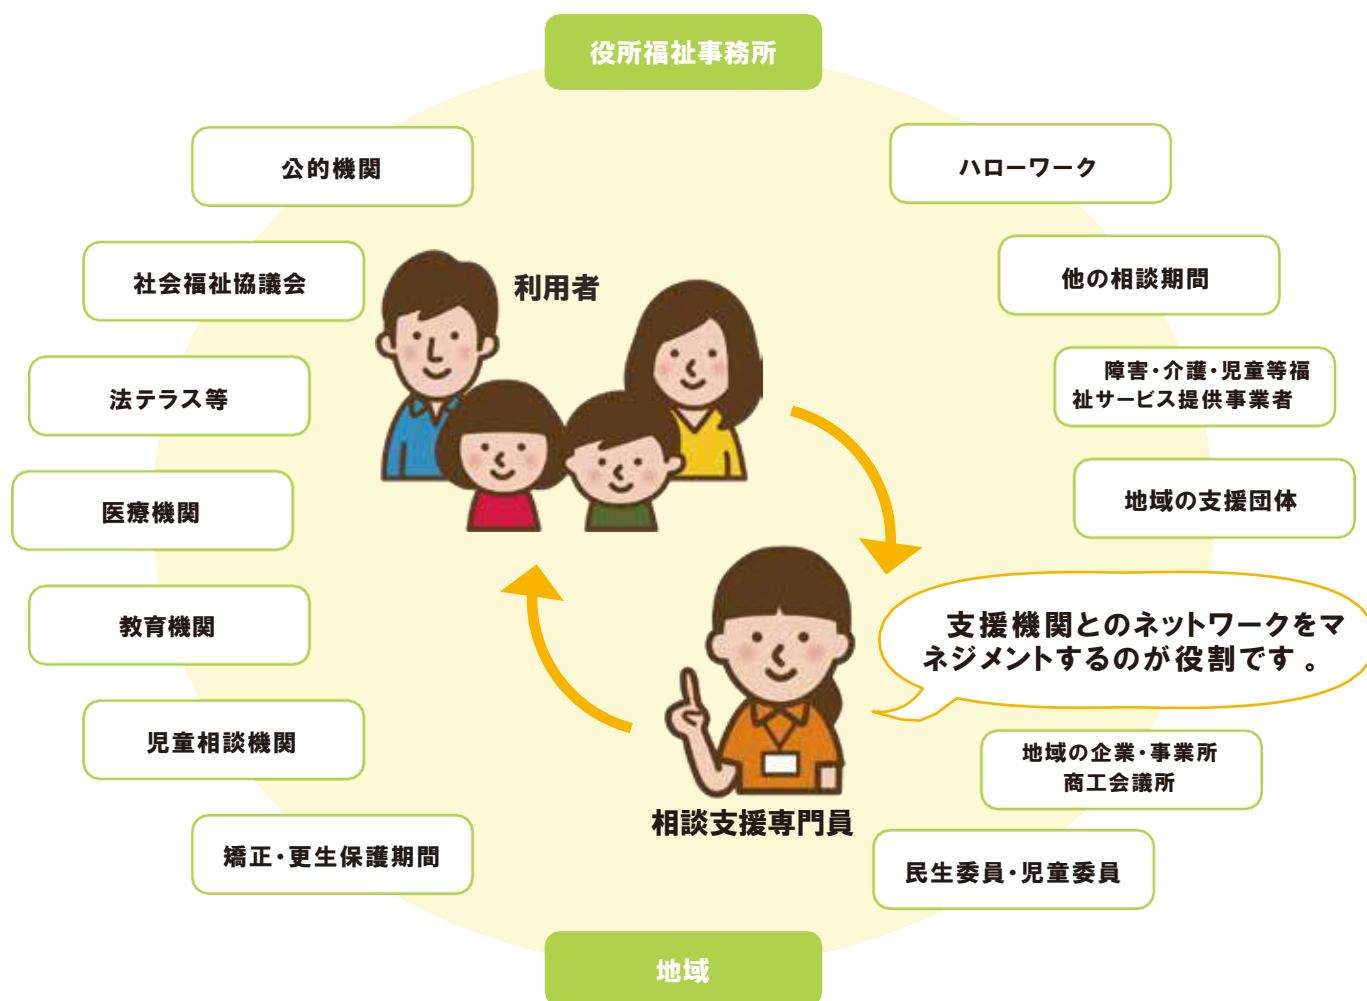 役所福祉事務所
公的機関
ハローワーク
社会福祉協議会
利用者
他の相談期間
法テラス等
障害・介護・児童等福
祉サービス提供事業者
医療機関
地域の支援団体
教育機関
支援機関とのネットワークをマ
ネジメントするのが役割です。
児童相談機関
地域の企業・事業所
商工会議所
相談支援専門員
矯正・更生保護期間
民生委員・児童委員
地域